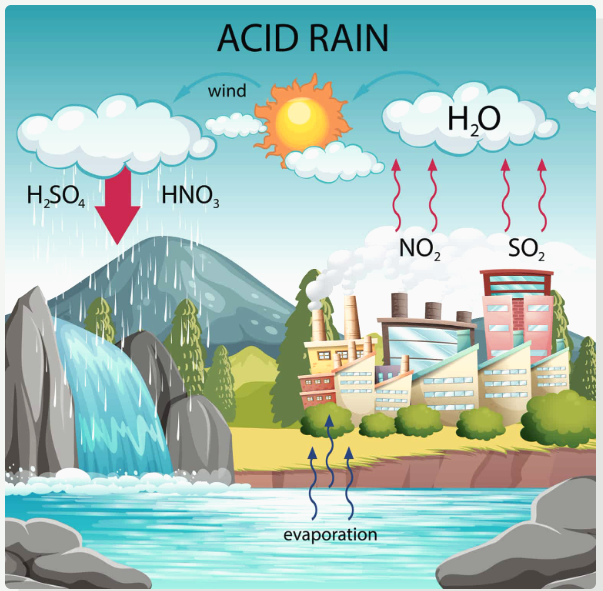 ACID RAIN
wind
H₂O
H₂SO₄ HNO₃
NO₂ SO₂
evaporation